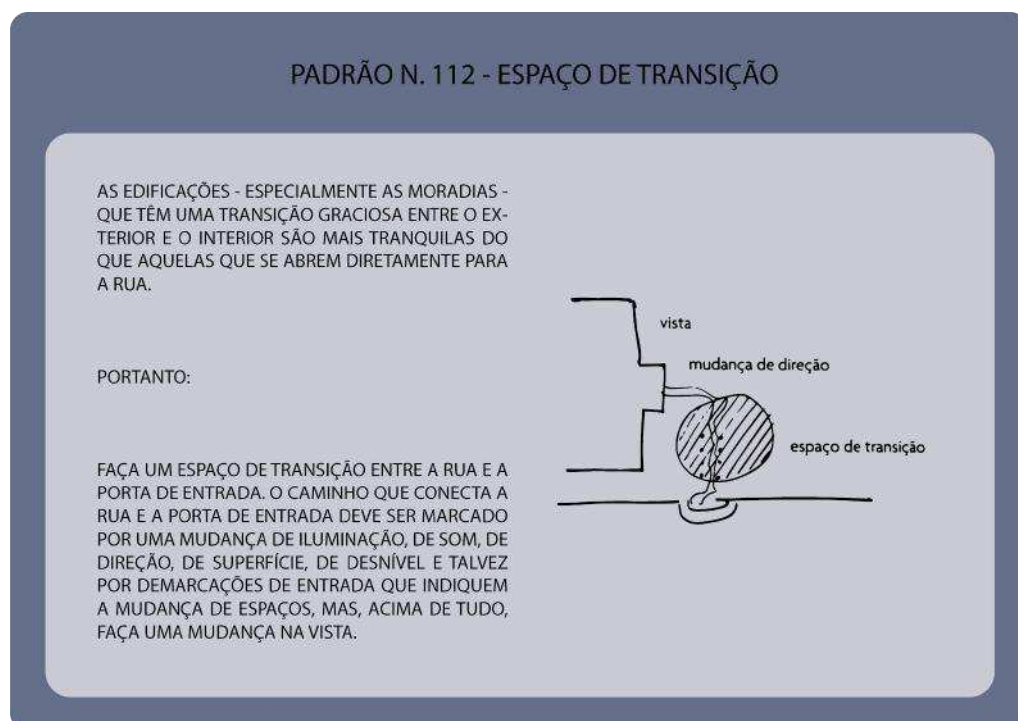 PADRÃO N. 112 - ESPAÇO DE TRANSIÇÃO
AS EDIFICAÇÕES - ESPECIALMENTE AS MORADIAS -
QUE TÊM UMA TRANSIÇÃO GRACIOSA ENTRE O EX-
TERIOR E O INTERIOR SÃO MAIS TRANQUILAS DO
QUE AQUELAS QUE SE ABREM DIRETAMENTE PARA
A RUA.
PORTANTO:
FAÇA UM ESPAÇO DE TRANSIÇÃO ENTRE A RUA E A
PORTA DE ENTRADA. O CAMINHO QUE CONECTA A
RUA E A PORTA DE ENTRADA DEVE SER MARCADO
POR UMA MUDANÇA DE ILUMINAÇÃO, DE SOM, DE
DIREÇÃO, DE SUPERFÍCIE, DE DESNÍVEL E TALVEZ
POR DEMARCAÇÕES DE ENTRADA QUE INDIQUEM
A MUDANÇA DE ESPAÇOS, MAS, ACIMA DE TUDO,
FAÇA UMA MUDANÇA NA VISTA.
vista
mudança de direção
espaço de transição